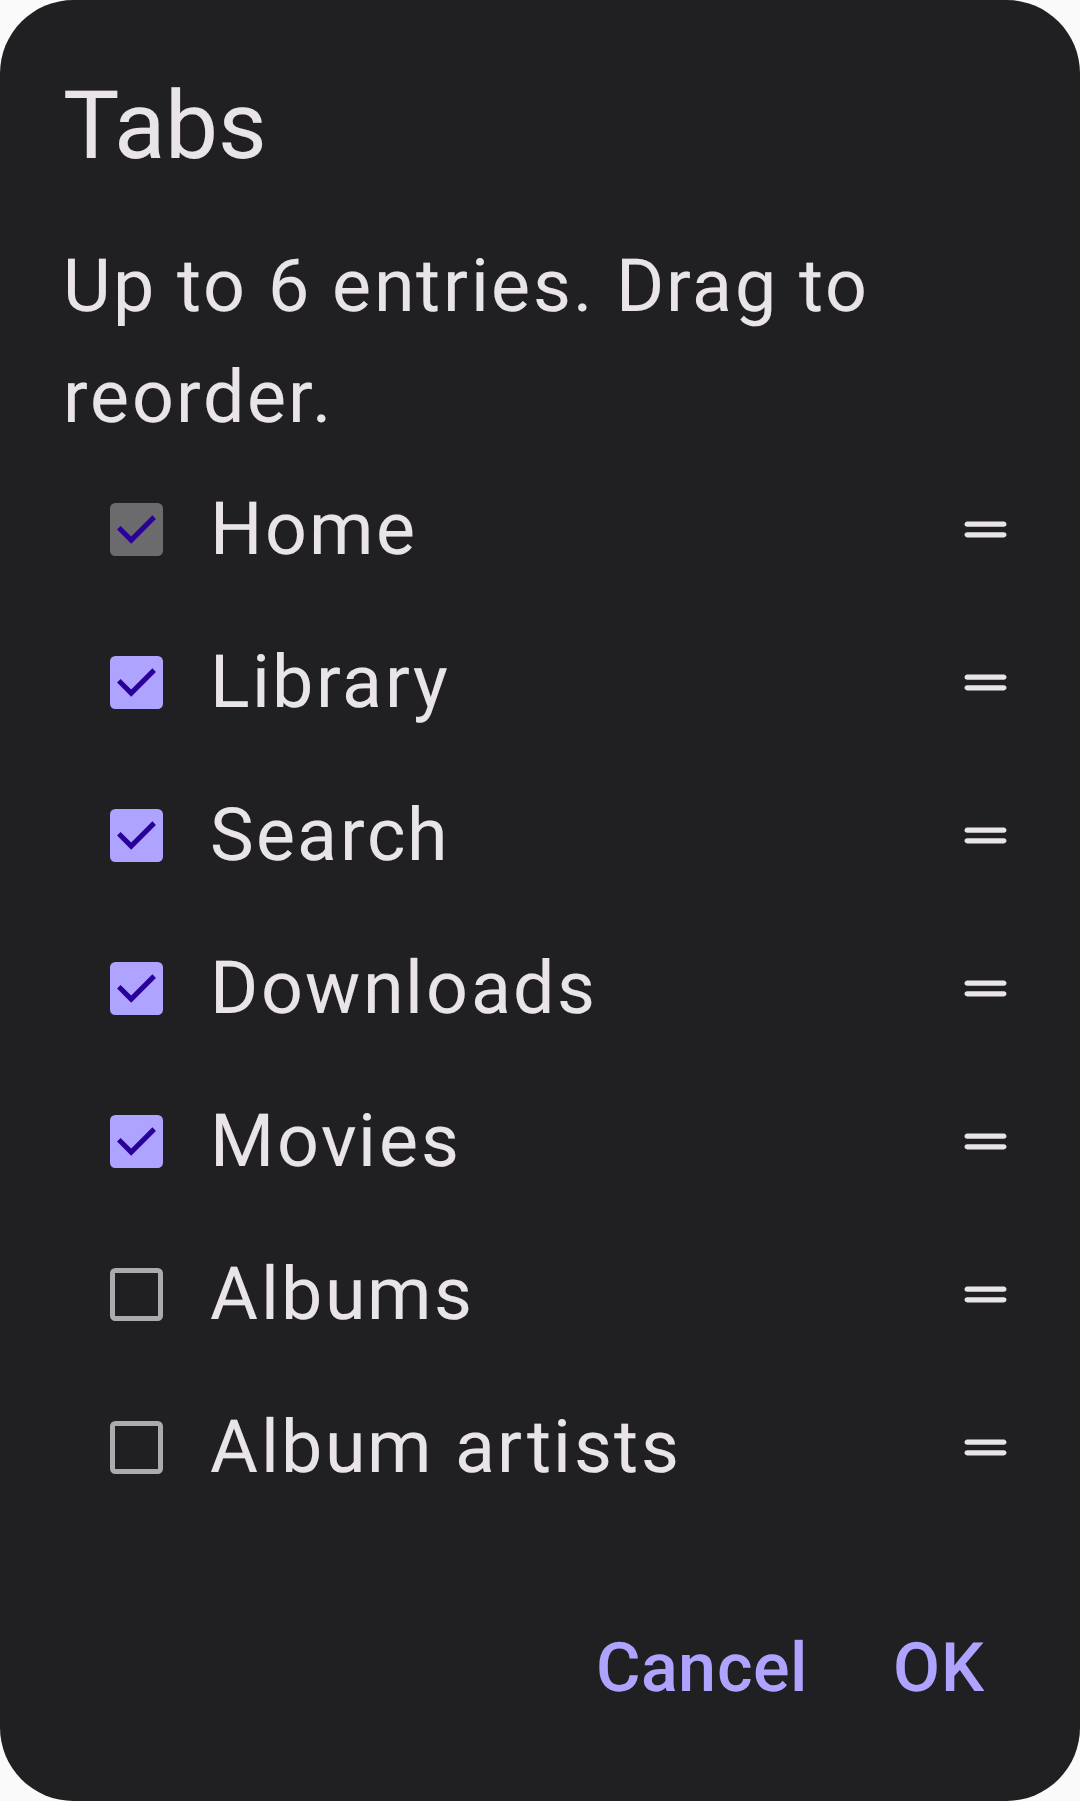 Tabs
Up to 6 entries. Drag to
reorder.
Home
Library
Search
Downloads
Movies
Albums
Album artists
Cancel OK